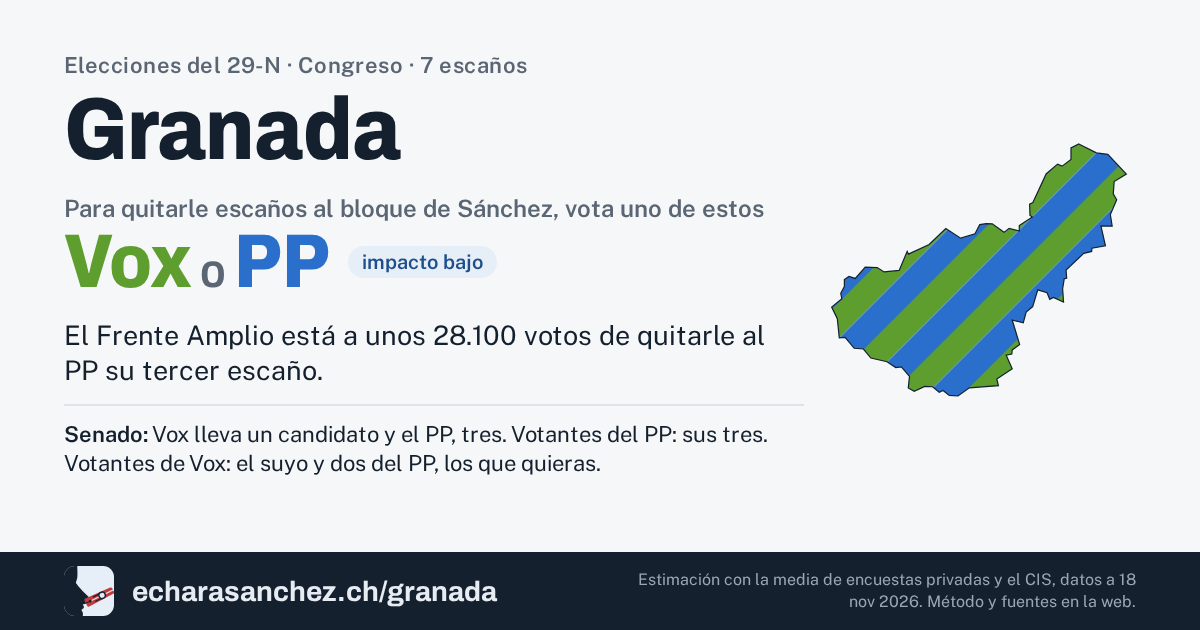 Elecciones del 29-N · Congreso · 7 escaños
Granada
Para quitarle escaños al bloque de Sánchez, vota uno de estos
Vox o PP impacto bajo
El Frente Amplio está a unos 28.100 votos de quitarle al
PP su tercer escaño.
Senado: Vox lleva un candidato y el PP, tres. Votantes del PP: sus tres.
Votantes de Vox: el suyo y dos del PP, los que quieras.
echarasanchez.ch/granada
Estimación con la media de encuestas privadas y el CIS, datos a 18
nov 2026. Método y fuentes en la web.